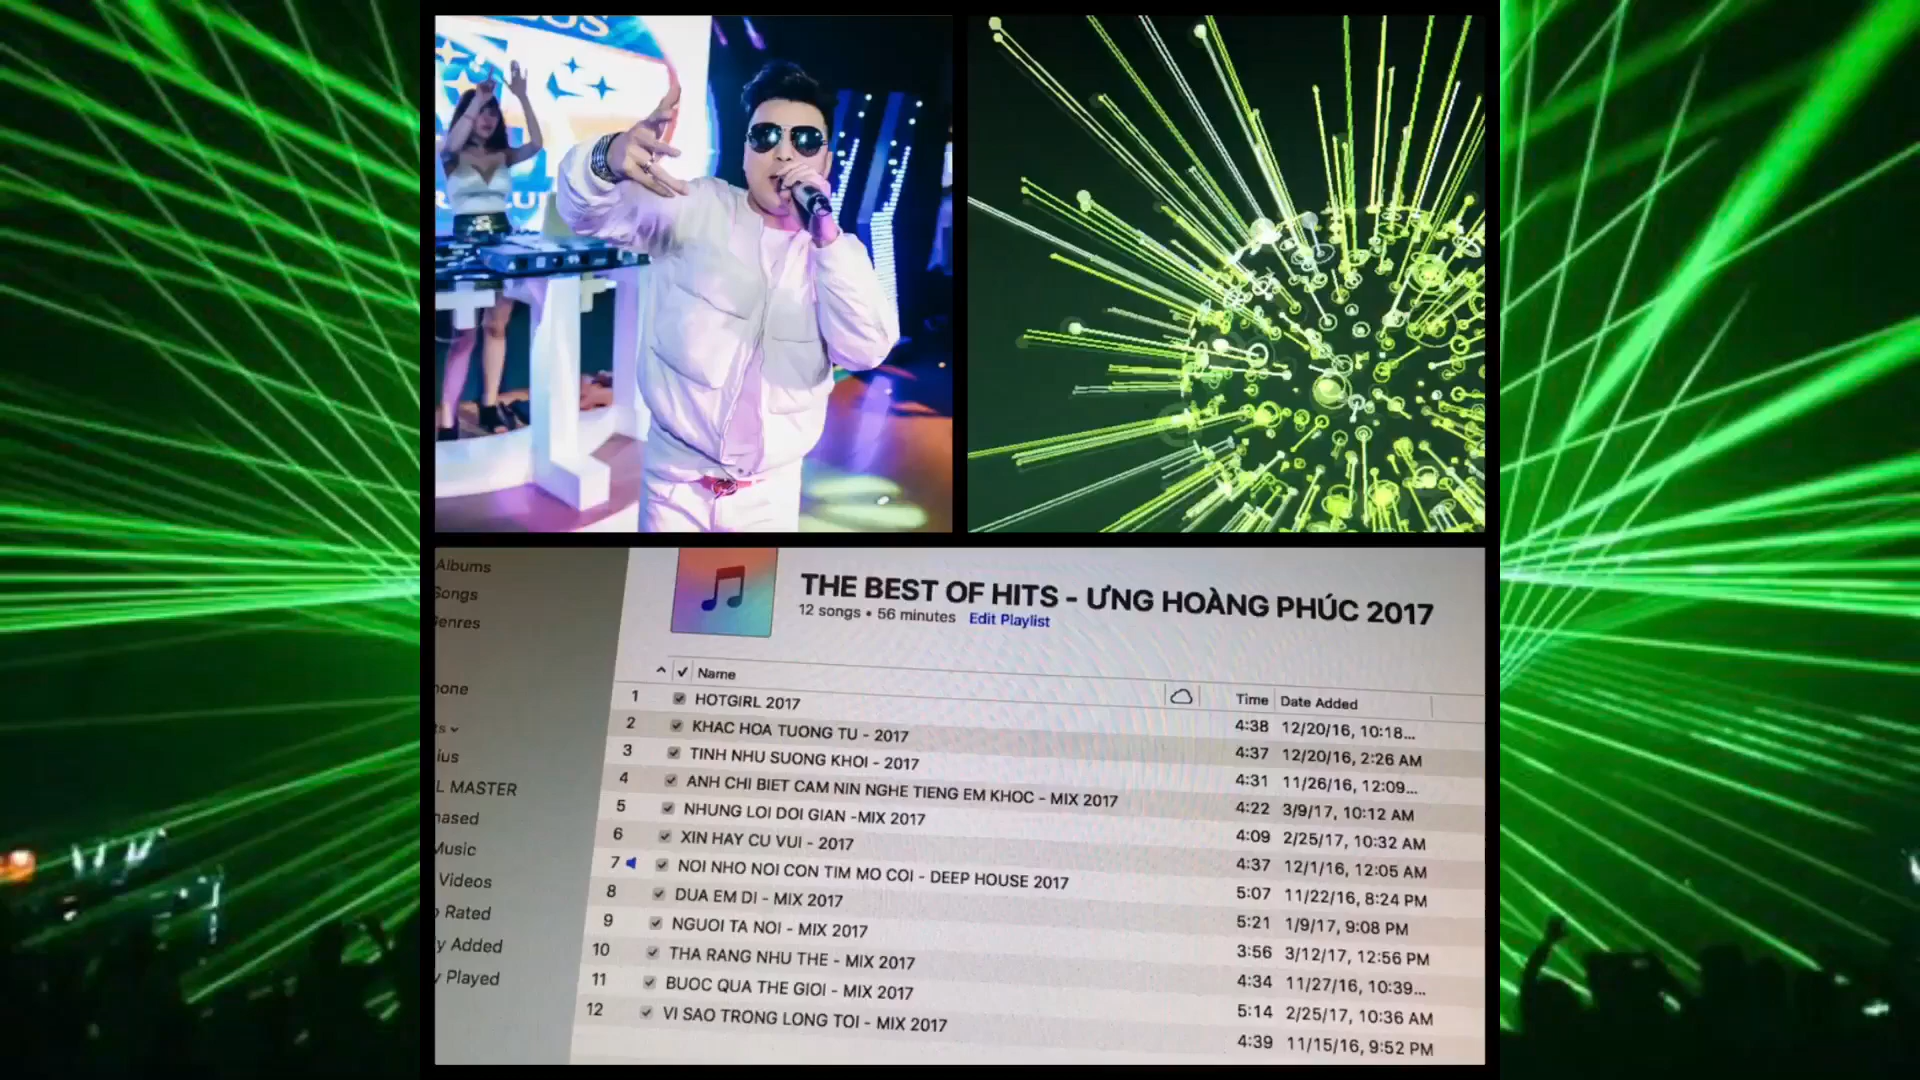 Albums
Songs
Genres
THE BEST OF HITS - ƯNG HOÀNG PHÚC 2017
12 songs • 56 minutes Edit Playlist
Name Time Date Added
1 HOTGIRL 2017 4:38 12/20/16, 10:18...
2 KHAC HOA TUONG TU - 2017 4:37 12/20/16, 2:26 AM
3 TINH NHU SUONG KHOI - 2017 4:31 11/26/16, 12:09...
4 ANH CHI BIET CAM NIN NGHE TIENG EM KHOC - MIX 2017 4:22 3/9/17, 10:12 AM
5 NHUNG LOI DOI GIAN -MIX 2017 4:09 2/25/17, 10:32 AM
6 XIN HAY CU VUI - 2017 4:37 12/1/16, 12:05 AM
7 NOI NHO NOI CON TIM MO COI - DEEP HOUSE 2017 5:07 11/22/16, 8:24 PM
8 DUA EM DI - MIX 2017 5:21 1/9/17, 9:08 PM
9 NGUOI TA NOI - MIX 2017 3:56 3/12/17, 12:56 PM
10 THA RANG NHU THE - MIX 2017 4:34 11/27/16, 10:39...
11 BUOC QUA THE GIOI - MIX 2017 5:14 2/25/17, 10:36 AM
12 VI SAO TRONG LONG TOI - MIX 2017 4:39 11/15/16, 9:52 PM
L MASTER
Music
Videos
Rated
y Added
y Played